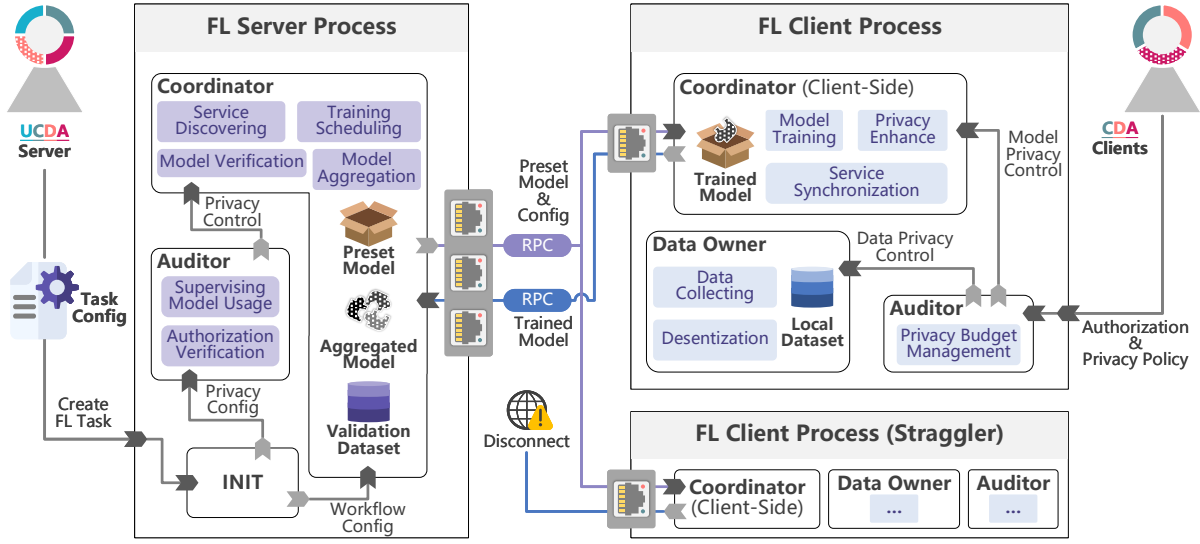 UCDA
Server
Task
Config
Create
FL Task
FL Server Process
Coordinator
Service
Discovering
Training
Scheduling
Model Verification
Model
Aggregation
Privacy
Control
Auditor
Supervising
Model Usage
Authorization
Verification
Privacy
Config
INIT
Workflow
Config
Preset
Model
Aggregated
Model
Validation
Dataset
Preset
Model
&
Config
RPC
RPC
Trained
Model
Disconnect
FL Client Process
Coordinator (Client-Side)
Trained
Model
Model
Training
Privacy
Enhance
Service
Synchronization
Data Owner
Data
Collecting
Desentization
Local
Dataset
Data Privacy
Control
Model
Privacy
Control
Auditor
Privacy Budget
Management
CDA
Clients
Authorization
&
Privacy Policy
FL Client Process (Straggler)
Coordinator
(Client-Side)
Data Owner
...
Auditor
...